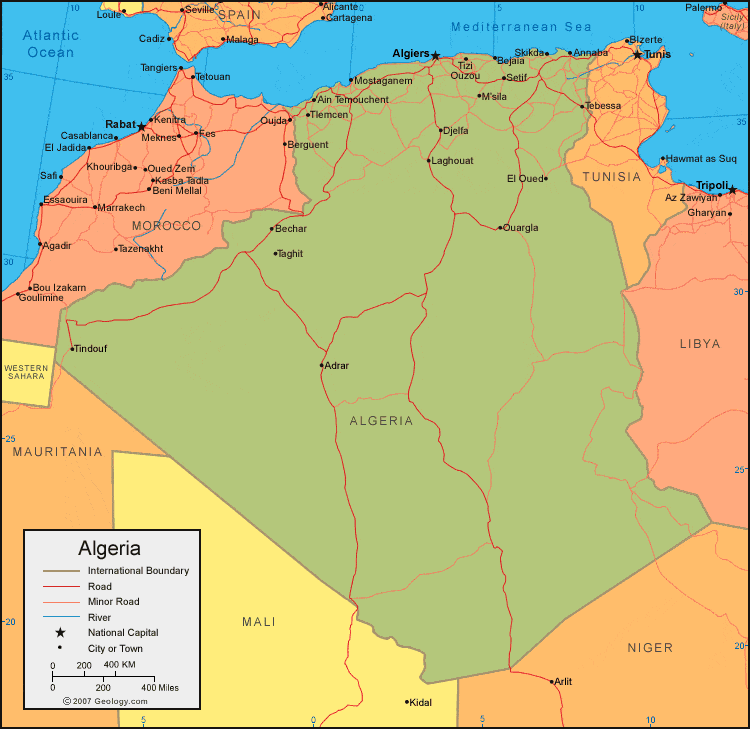 10
Loule
Seville
SPAIN
Alicante
Cartagena
Palermo
10
Sicily
(Italy)
Atlantic
Ocean
Cadiz
Malaga
Mediterranean Sea
Algiers
Skikda
Annaba
Bizerte
Tunis
Tangiers
Tetouan
Tizi
Ouzou
Bejaia
Setif
Mostaganem
35
M'sila
Ain Temouchent
Tlemcen
Tebessa
35
Rabat
Kenitra
Oujda
Casablanca
Meknes
Fes
Djelfa
El Jadida
Berguent
Laghouat
Hawmat as Suq
Khouribga
Oued Zem
Safi
Kasba Tadla
Beni Mellal
El Oued
TUNISIA
Tripoli
Az Zawiyan
Essaouira
Marrakech
Gharyan
MOROCCO
Bechar
Ouargla
Agadir
Tazenakht
Taghit
30
Bou Izakarn
Goulimine
30
Tindouf
LIBYA
WESTERN
SAHARA
Adrar
ALGERIA
25
MAURITANIA
25
Algeria
International Boundary
Road
Minor Road
River
National Capital
City or Town
0 200 400 KM
0 200 400 Miles
© 2007 Geology.com
20
MALI
NIGER
20
Arlit
Kidal
5
0
5
10